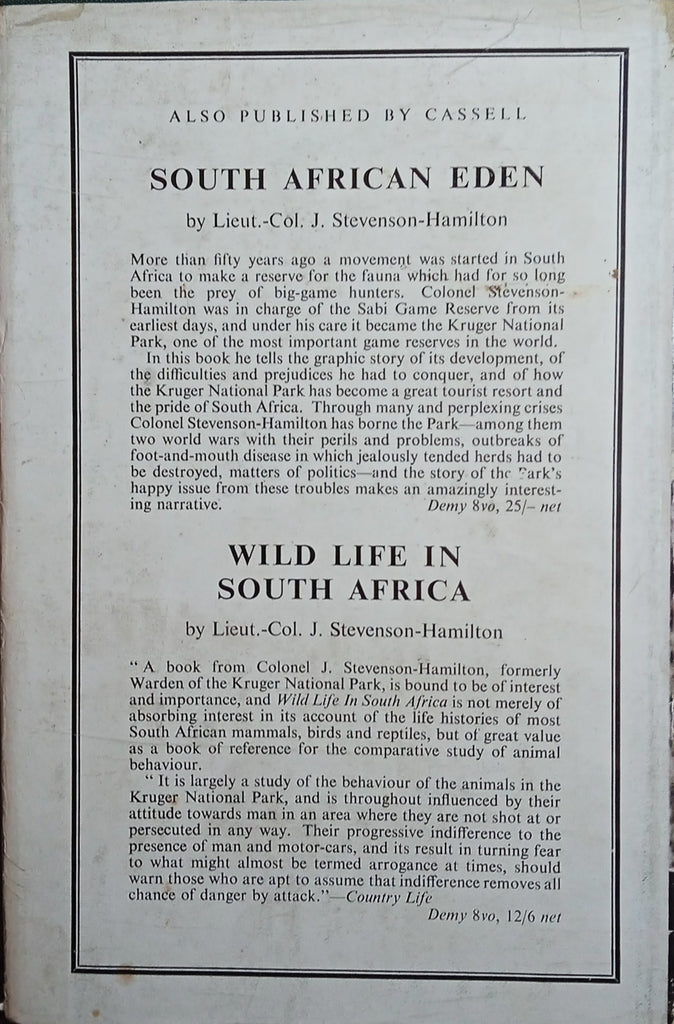 ALSO PUBLISHED BY CASSELL
SOUTH AFRICAN EDEN
by Lieut.-Col. J. Stevenson-Hamilton
More than fifty years ago a movement was started in South
Africa to make a reserve for the fauna which had for so long
been the prey of big-game hunters. Colonel Stevenson-
Hamilton was in charge of the Sabi Game Reserve from its
earliest days, and under his care it became the Kruger National
Park, one of the most important game reserves in the world.
In this book he tells the graphic story of its development, of
the difficulties and prejudices he had to conquer, and of how
the Kruger National Park has become a great tourist resort and
the pride of South Africa. Through many and perplexing crises
Colonel Stevenson-Hamilton has borne the Park—among them
two world wars with their perils and problems, outbreaks of
foot-and-mouth disease in which jealously tended herds had to
be destroyed, matters of politics—and the story of the Park's
happy issue from these troubles makes an amazingly interest-
ing narrative. Demy 8vo, 25/– net
WILD LIFE IN
SOUTH AFRICA
by Lieut.-Col. J. Stevenson-Hamilton
“ A book from Colonel J. Stevenson-Hamilton, formerly
Warden of the Kruger National Park, is bound to be of interest
and importance, and Wild Life In South Africa is not merely of
absorbing interest in its account of the life histories of most
South African mammals, birds and reptiles, but of great value
as a book of reference for the comparative study of animal
behaviour.
“ It is largely a study of the behaviour of the animals in the
Kruger National Park, and is throughout influenced by their
attitude towards man in an area where they are not shot at or
persecuted in any way. Their progressive indifference to the
presence of man and motor-cars, and its result in turning fear
to what might almost be termed arrogance at times, should
warn those who are apt to assume that indifference removes all
chance of danger by attack.”—Country Life
Demy 8vo, 12/6 net